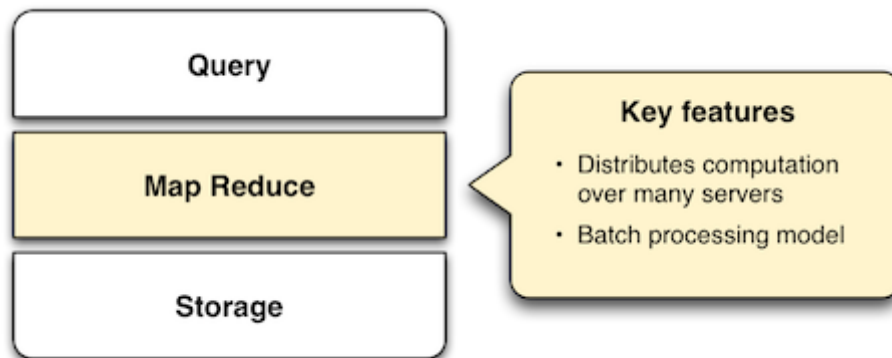 Query
Map Reduce
Storage
Key features
• Distributes computation
over many servers
• Batch processing model